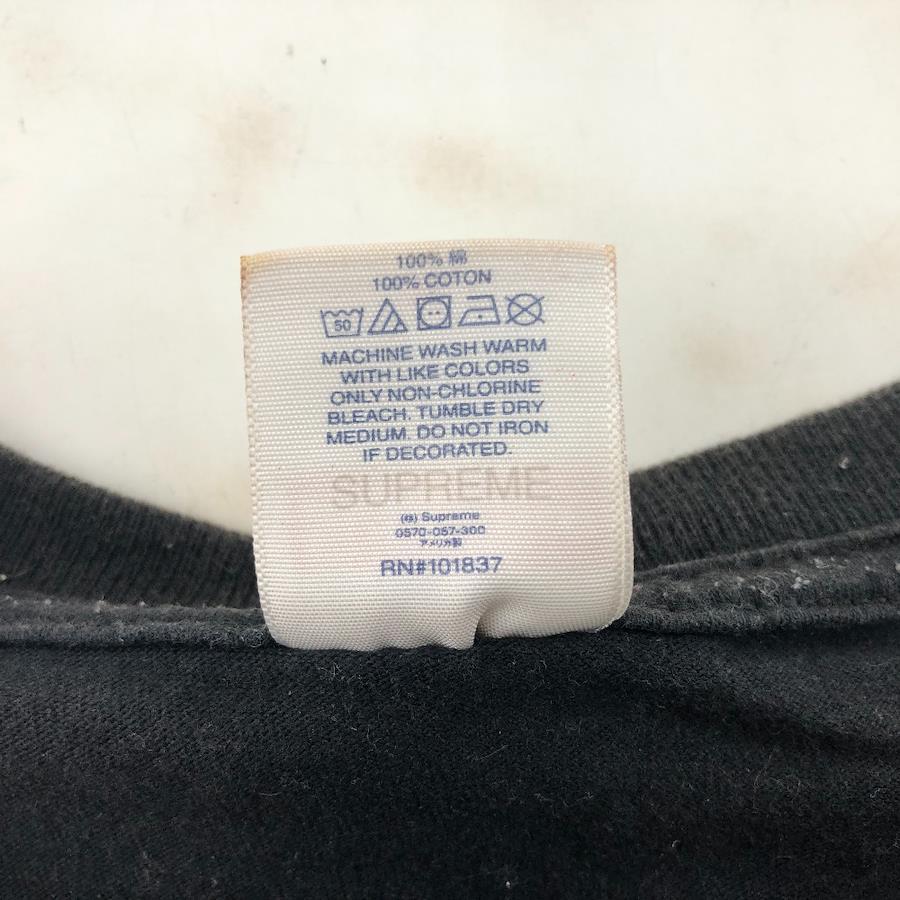 100% 綿
100% COTON
50
MACHINE WASH WARM
WITH LIKE COLORS
ONLY NON-CHLORINE
BLEACH. TUMBLE DRY
MEDIUM. DO NOT IRON
IF DECORATED.
SUPREME
(株) Supreme
0570-057-300
アメリカ製
RN#101837